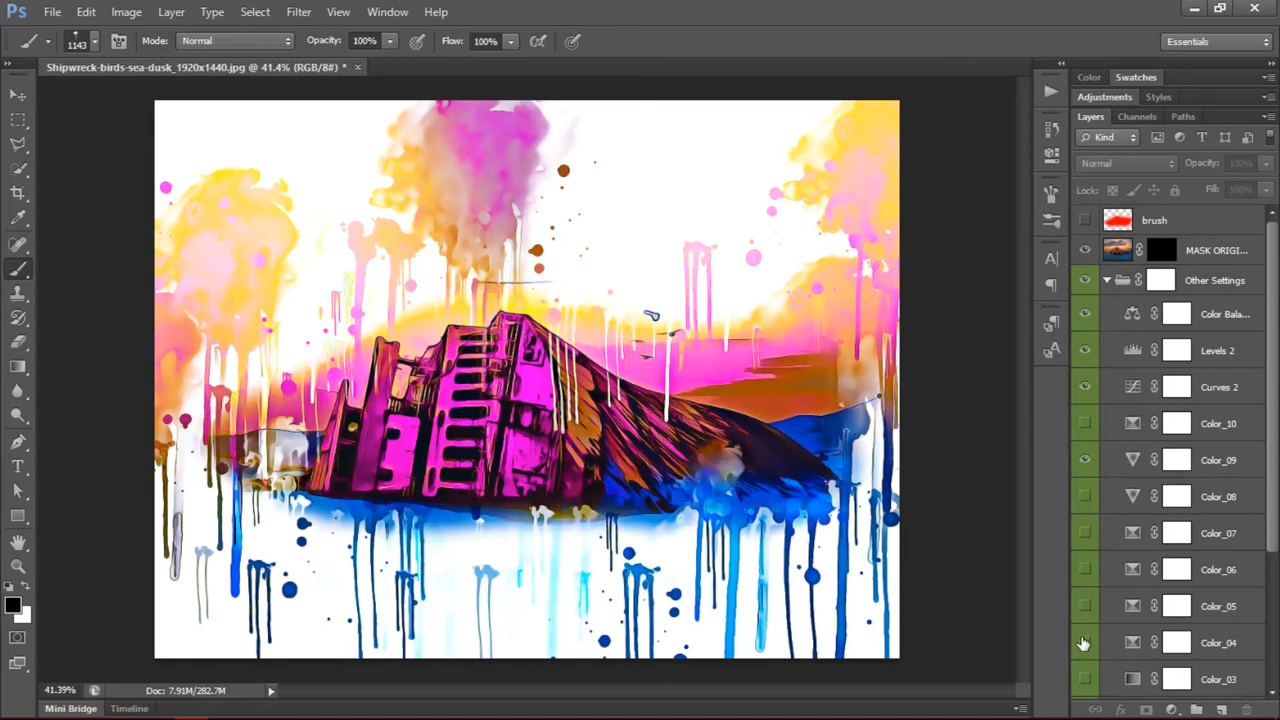 Ps File Edit Image Layer Type Select Filter View Window Help
1143 Mode: Normal Opacity: 100% Flow: 100% Essentials
Shipwreck-birds-sea-dusk_1920x1440.jpg @ 41.4% (RGB/8#) * ×
Color Swatches
Adjustments Styles
Layers Channels Paths
Kind
Normal Opacity: 100%
Lock: Fill: 100%
brush
MASK ORIGI...
Other Settings
Color Bala...
Levels 2
Curves 2
Color_10
Color_09
Color_08
Color_07
Color_06
Color_05
Color_04
Color_03
41.39% Doc: 7.91M/282.7M
Mini Bridge Timeline